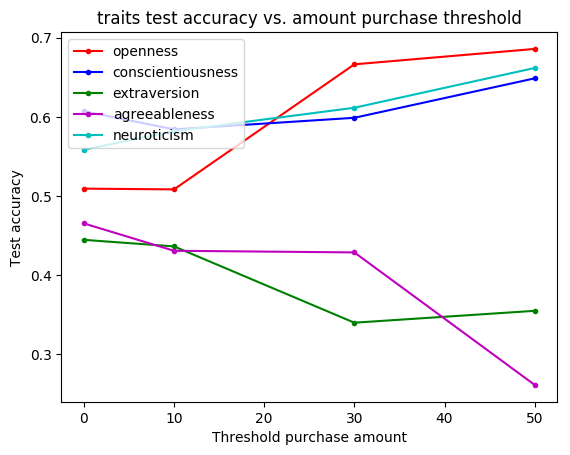 traits test accuracy vs. amount purchase threshold
0.7
0.6
0.5
0.4
0.3
Test accuracy
openness
conscientiousness
extraversion
agreeableness
neuroticism
0 10 20 30 40 50
Threshold purchase amount